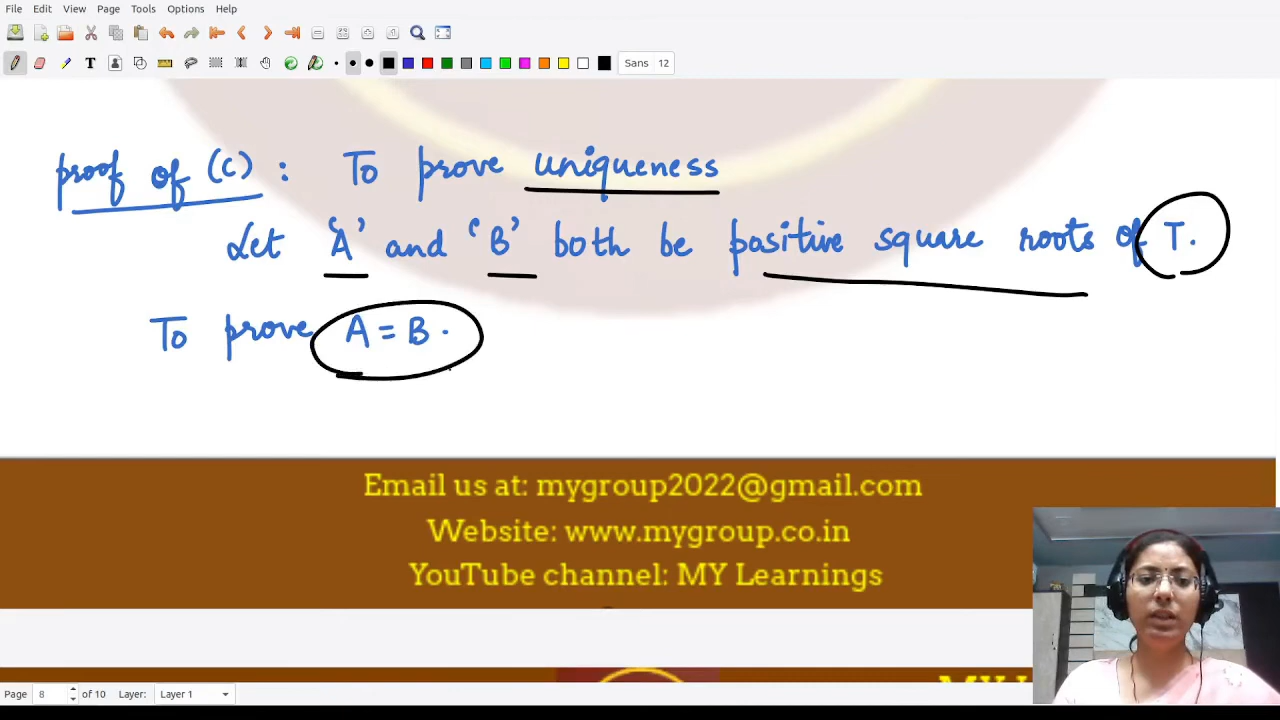 File Edit View Page Tools Options Help
Sans 12
proof of (C) : To prove uniqueness
Let 'A' and 'B' both be positive square roots of T.
To prove A = B.
Email us at: mygroup2022@gmail.com
Website: www.mygroup.co.in
YouTube channel: MY Learnings
Page 8 of 10 Layer: Layer 1